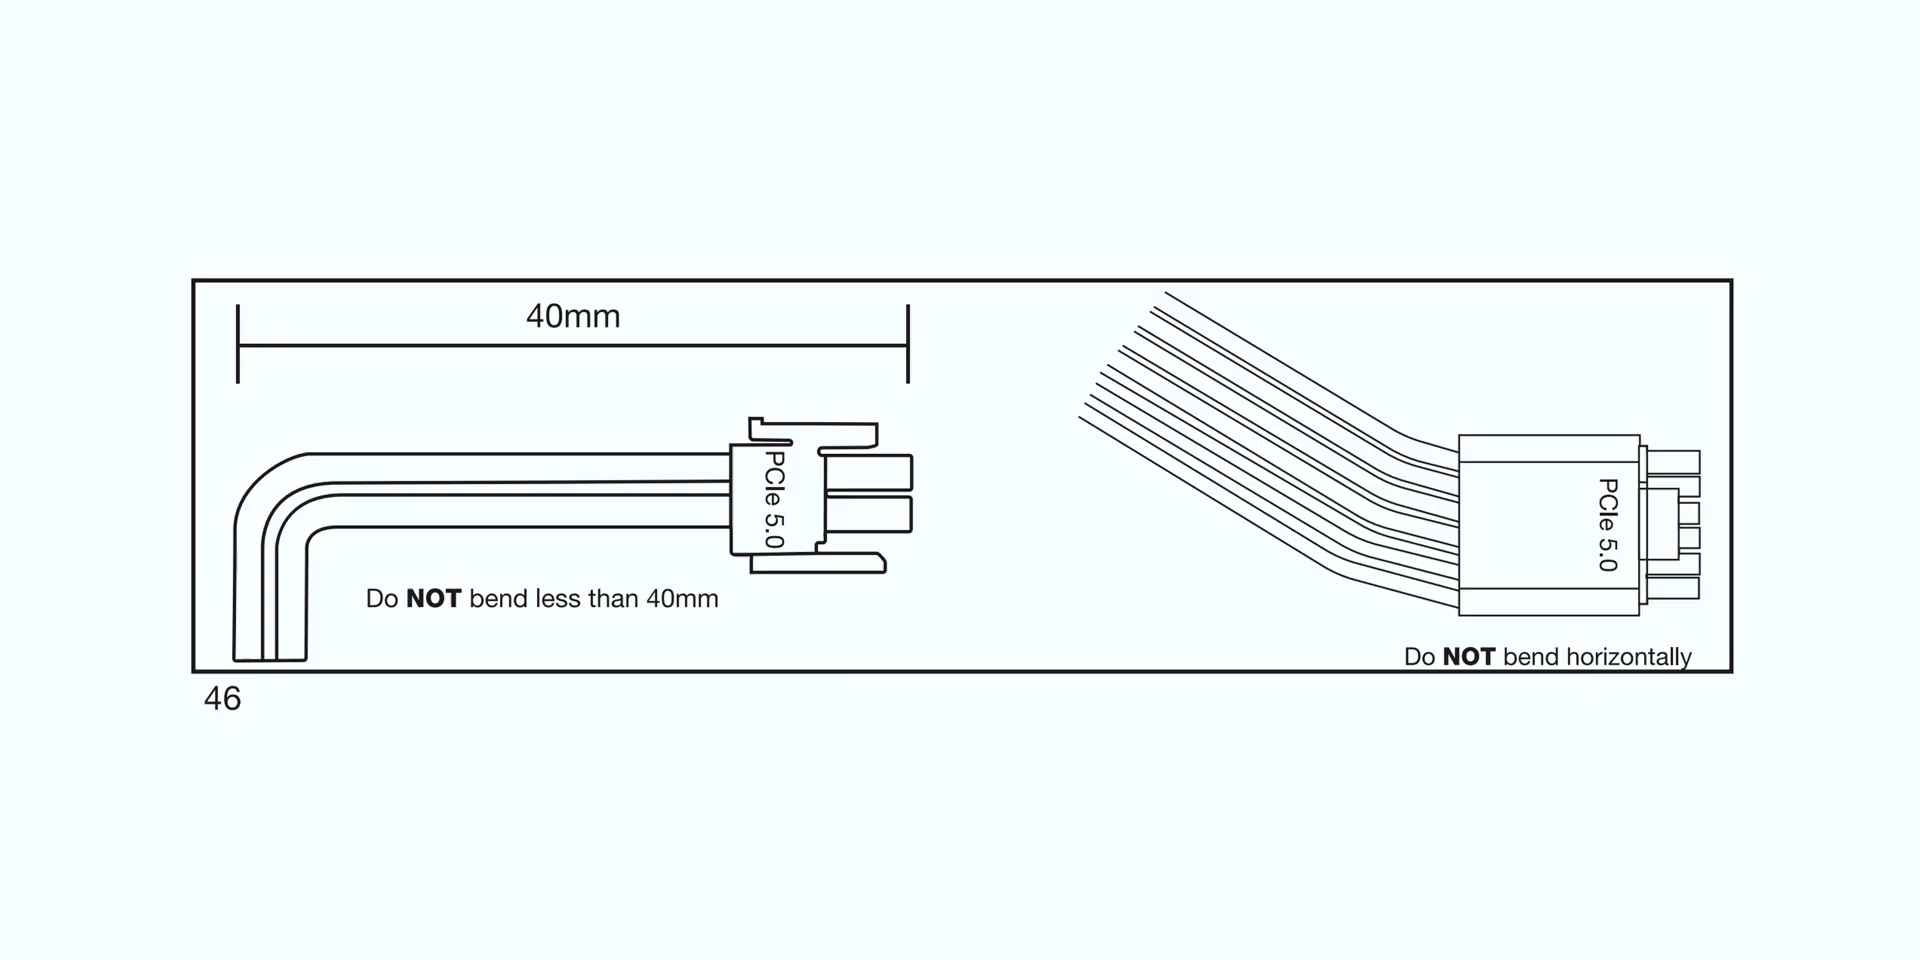 40mm
PCIe 5.0
Do NOT bend less than 40mm
PCIe 5.0
Do NOT bend horizontally
46